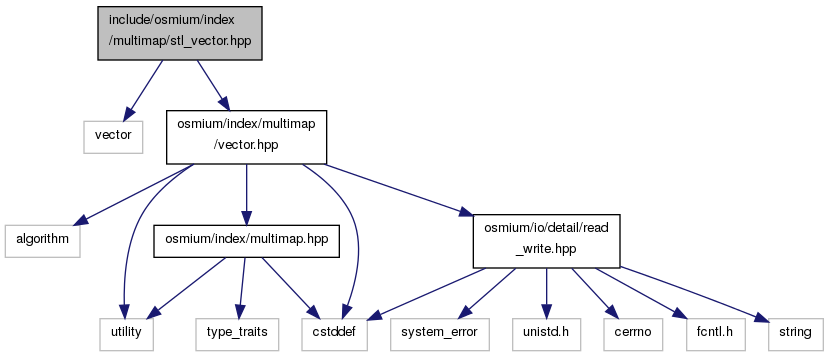 include/osmium/index
/multimap/stl_vector.hpp
vector
osmium/index/multimap
/vector.hpp
algorithm
osmium/index/multimap.hpp
osmium/io/detail/read
_write.hpp
utility
type_traits
cstddef
system_error
unistd.h
cerrno
fcntl.h
string